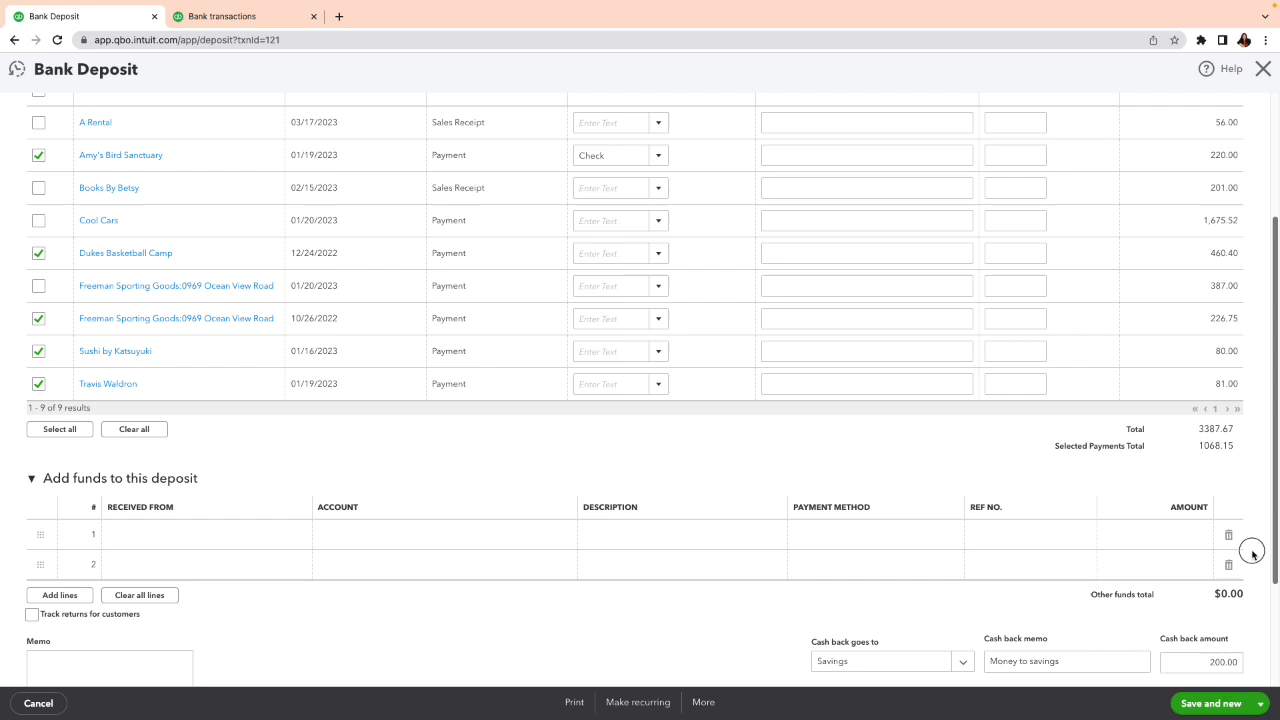 Bank Deposit
Bank transactions
app.qbo.intuit.com/app/deposit?txnId=121
Bank Deposit
Help
A Rental 03/17/2023 Sales Receipt Enter Text 56.00
Amy's Bird Sanctuary 01/19/2023 Payment Check 220.00
Books By Betsy 02/15/2023 Sales Receipt Enter Text 201.00
Cool Cars 01/20/2023 Payment Enter Text 1,675.52
Dukes Basketball Camp 12/24/2022 Payment Enter Text 460.40
Freeman Sporting Goods:0969 Ocean View Road 01/20/2023 Payment Enter Text 387.00
Freeman Sporting Goods:0969 Ocean View Road 10/26/2022 Payment Enter Text 226.75
Sushi by Katsuyuki 01/16/2023 Payment Enter Text 80.00
Travis Waldron 01/19/2023 Payment Enter Text 81.00
1 - 9 of 9 results « ‹ 1 › »
Select all Clear all Total 3387.67
Selected Payments Total 1068.15
Add funds to this deposit
# RECEIVED FROM ACCOUNT DESCRIPTION PAYMENT METHOD REF NO. AMOUNT
1
2
Add lines Clear all lines Other funds total $0.00
Track returns for customers
Memo Cash back goes to Cash back memo Cash back amount
Savings Money to savings 200.00
Cancel Print Make recurring More Save and new